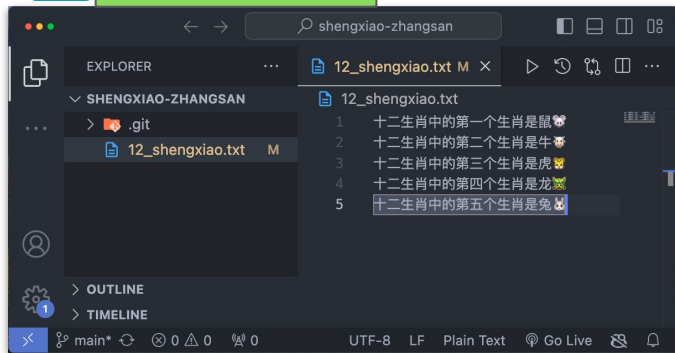 shengxiao-zhangsan
EXPLORER
12_shengxiao.txt M
SHENGXIAO-ZHANGSAN
12_shengxiao.txt
.git
1 十二生肖中的第一个生肖是鼠🐭
12_shengxiao.txt M
2 十二生肖中的第二个生肖是牛🐮
3 十二生肖中的第三个生肖是虎🐯
4 十二生肖中的第四个生肖是龙🐲
5 十二生肖中的第五个生肖是兔🐰
OUTLINE
1
TIMELINE
main* 0 0 0 UTF-8 LF Plain Text Go Live